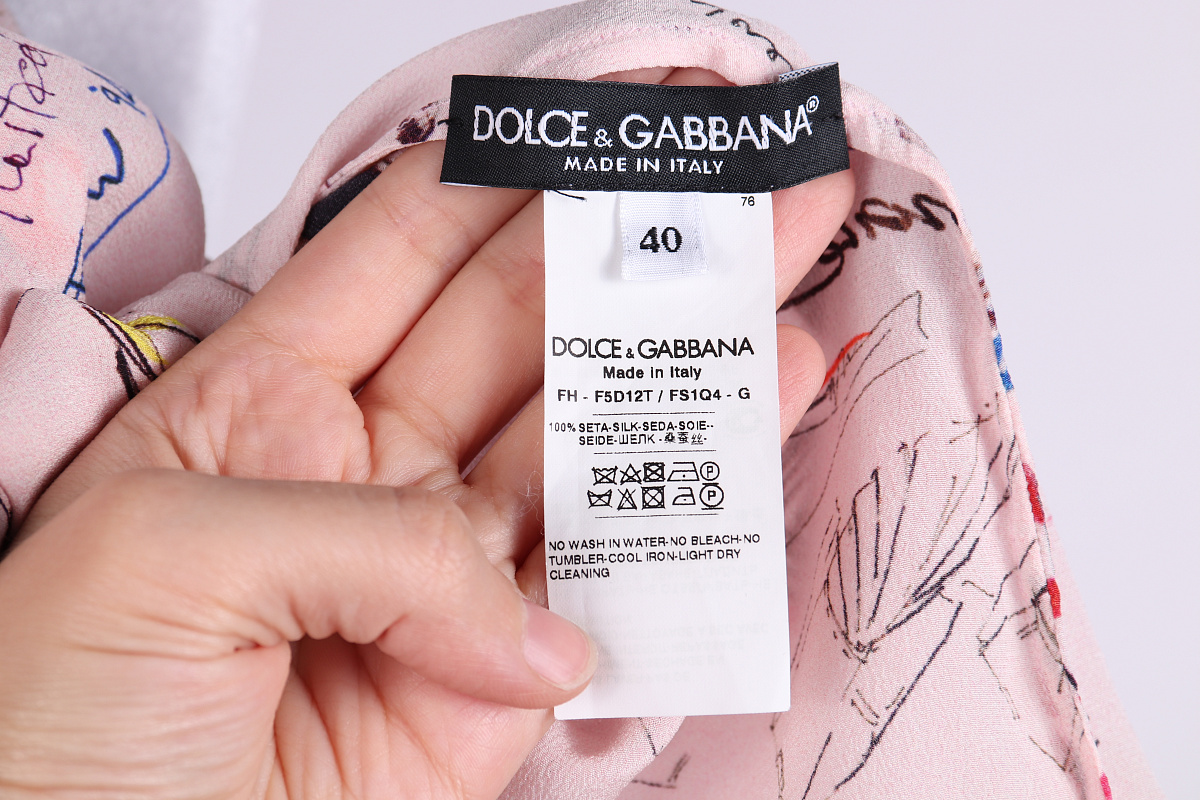 DOLCE & GABBANA®
MADE IN ITALY
76
40
DOLCE & GABBANA
Made in Italy
FH - F5D12T / FS1Q4 - G
100% SETA-SILK-SEDA-SOIE--
SEIDE-ШЕЛК -桑蚕丝-
P
P
NO WASH IN WATER-NO BLEACH-NO
TUMBLER-COOL IRON-LIGHT DRY
CLEANING